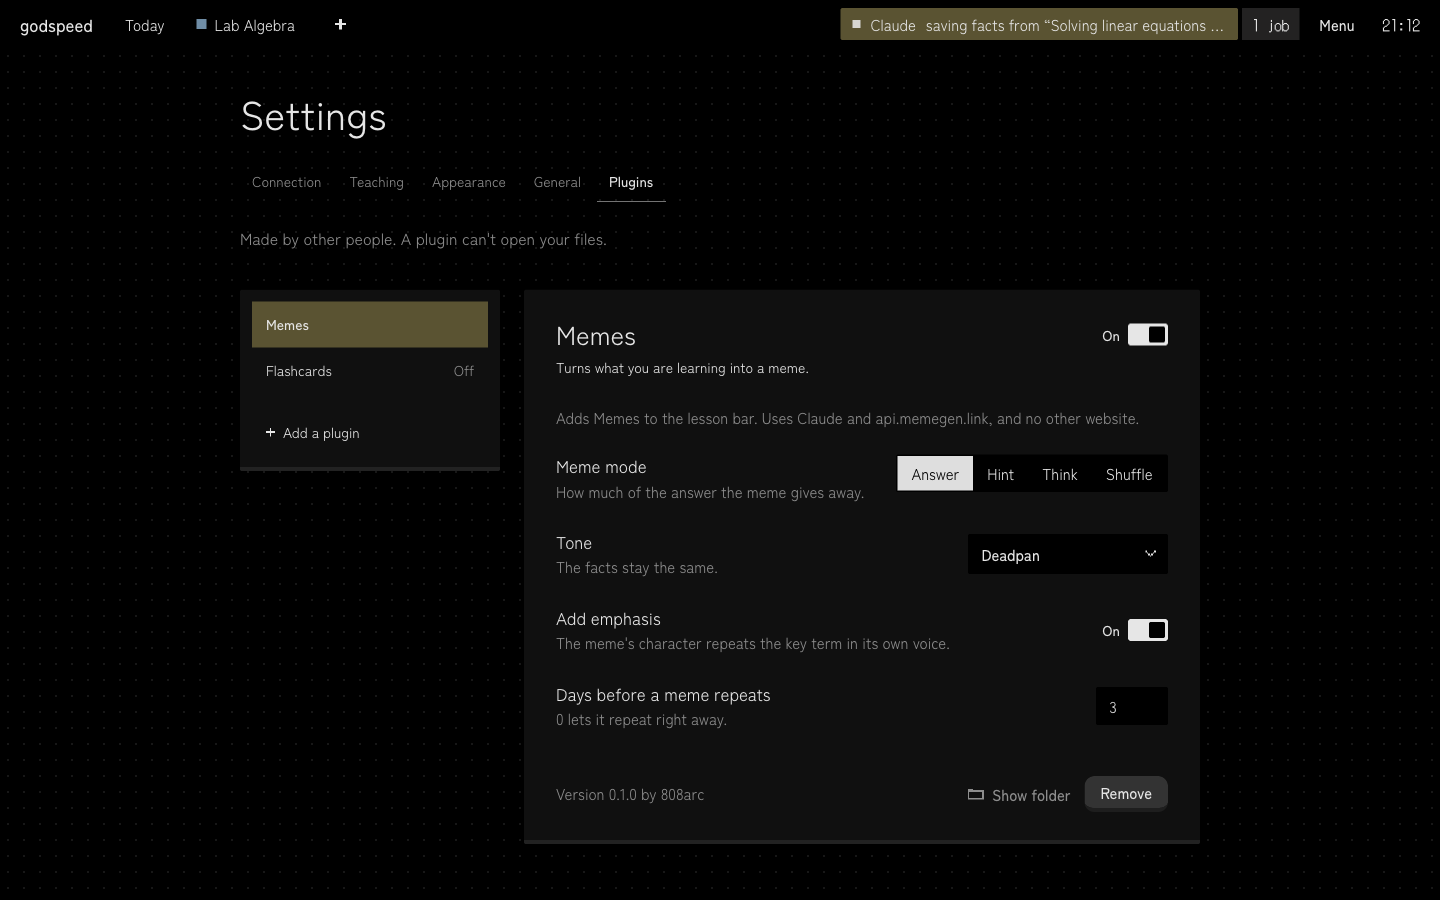 godspeed
Today
Lab Algebra
+
Claude saving facts from “Solving linear equations ...
1 job
Menu
21:12
Settings
Connection
Teaching
Appearance
General
Plugins
Made by other people. A plugin can't open your files.
Memes
Flashcards
Off
+ Add a plugin
Memes
On
Turns what you are learning into a meme.
Adds Memes to the lesson bar. Uses Claude and api.memegen.link, and no other website.
Meme mode
How much of the answer the meme gives away.
Answer
Hint
Think
Shuffle
Tone
The facts stay the same.
Deadpan
Add emphasis
The meme's character repeats the key term in its own voice.
On
Days before a meme repeats
0 lets it repeat right away.
3
Version 0.1.0 by 808arc
Show folder
Remove